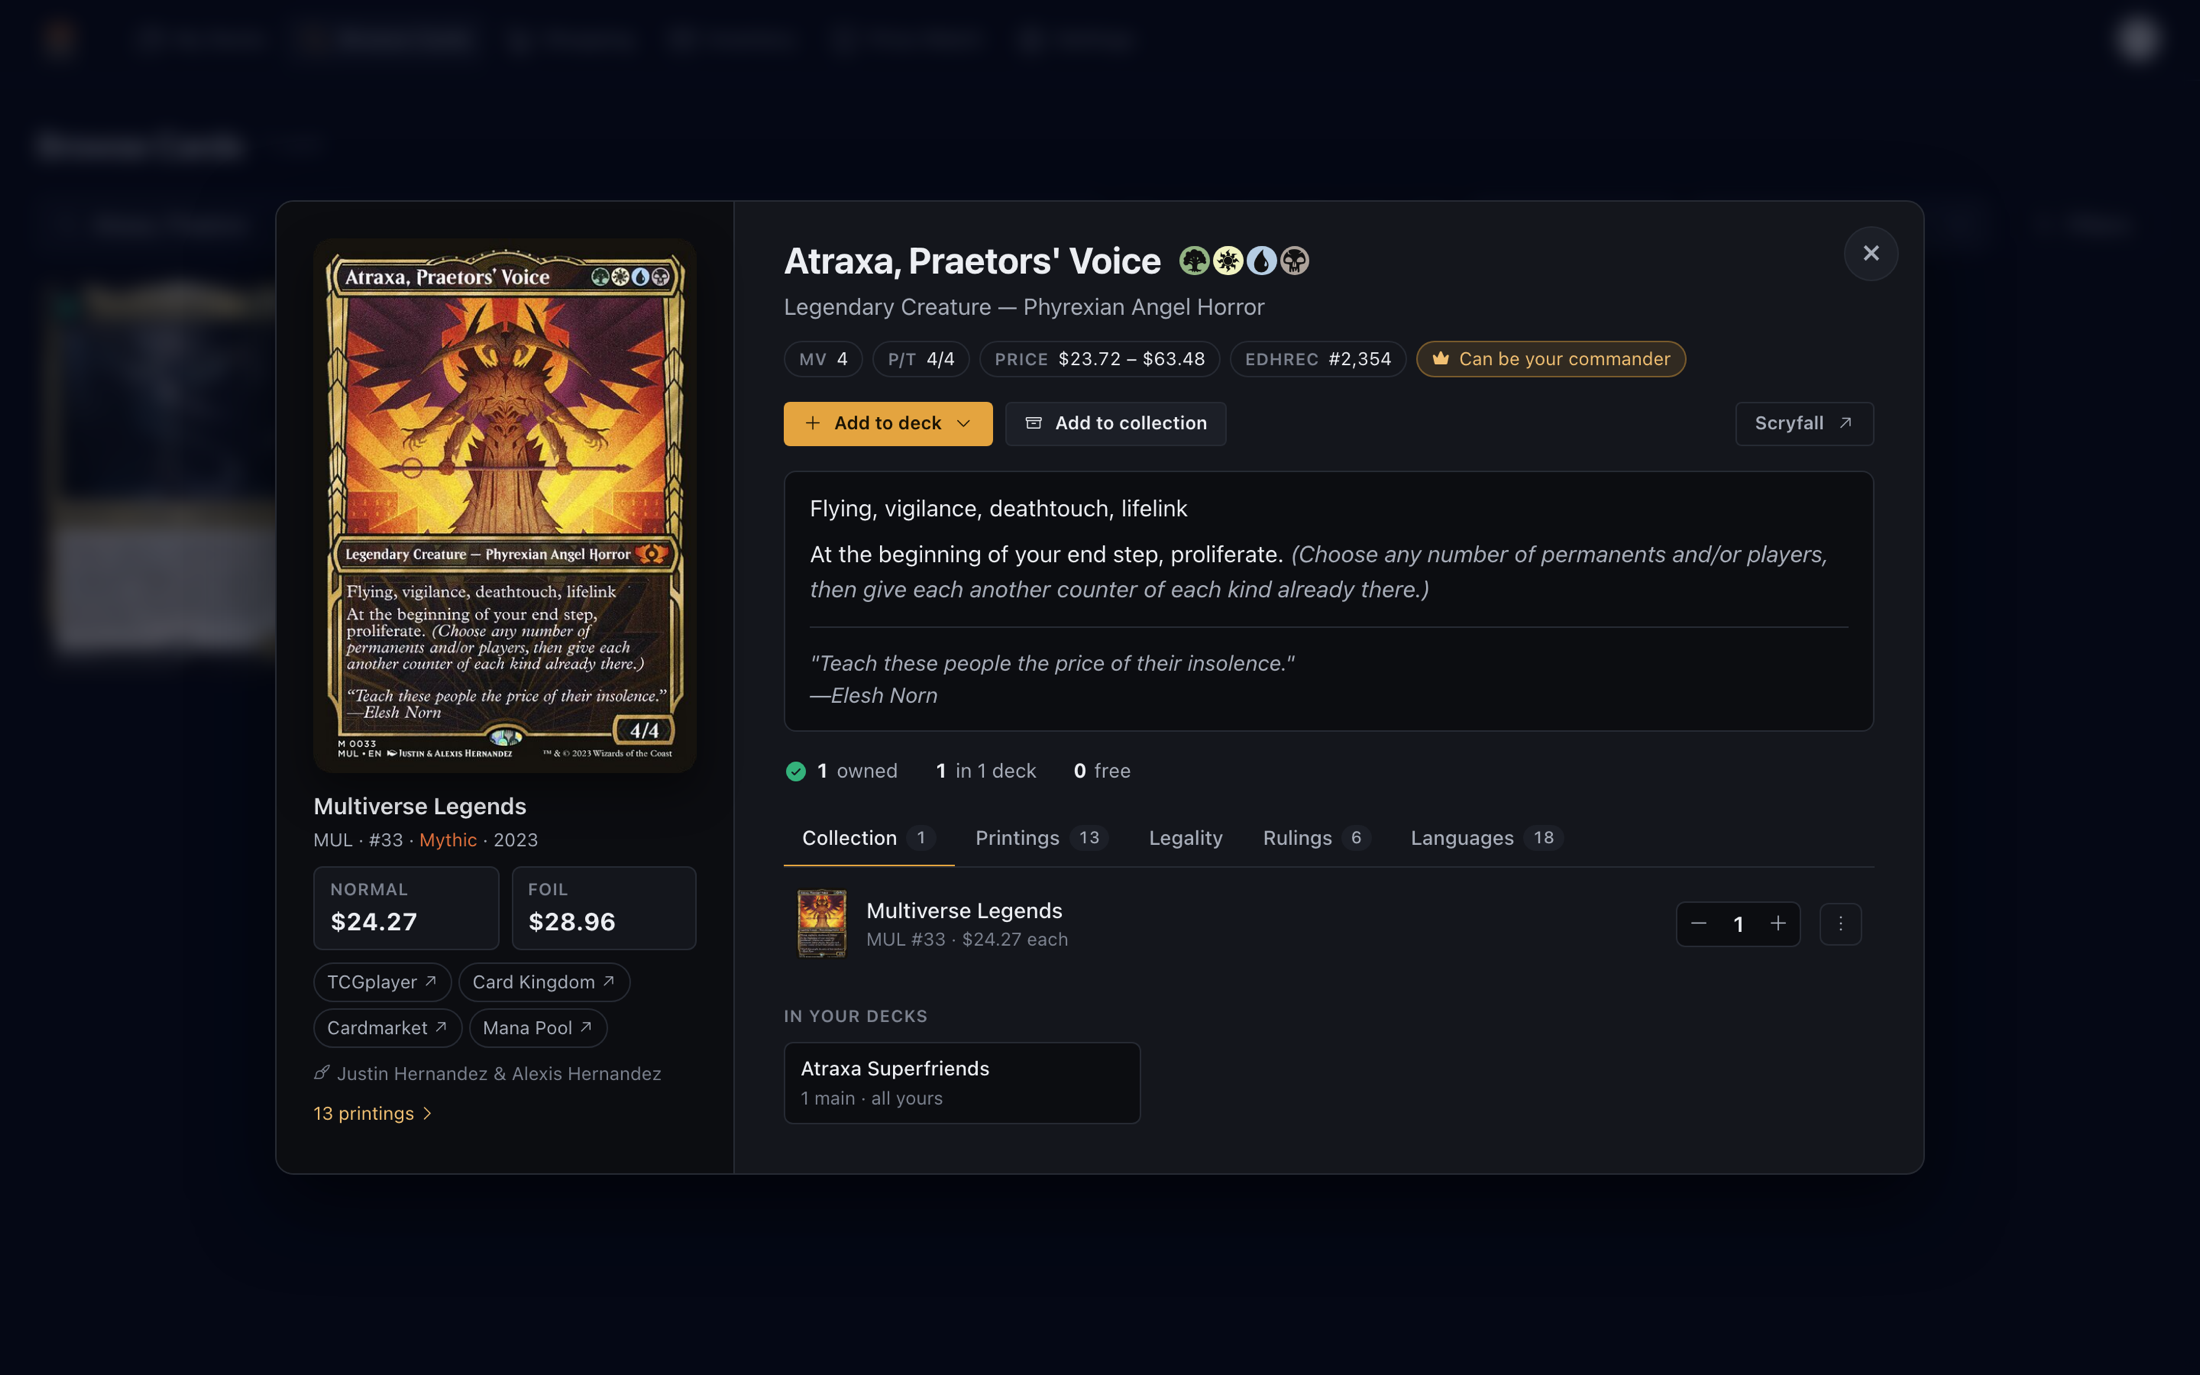 Browse Cards
Atraxa, Praetors' Voice
Legendary Creature — Phyrexian Angel Horror
Flying, vigilance, deathtouch, lifelink
At the beginning of your end step,
proliferate. (Choose any number of
permanents and/or players, then give each
another counter of each kind already there.)
“Teach these people the price of their insolence.”
—Elesh Norn
4/4
M 0033
MUL • EN JUSTIN & ALEXIS HERNANDEZ
™ & © 2023 Wizards of the Coast
Multiverse Legends
MUL · #33 · Mythic · 2023
NORMAL
$24.27
FOIL
$28.96
TCGplayer
Card Kingdom
Cardmarket
Mana Pool
Justin Hernandez & Alexis Hernandez
13 printings
Atraxa, Praetors' Voice
Legendary Creature — Phyrexian Angel Horror
MV 4
P/T 4/4
PRICE $23.72 – $63.48
EDHREC #2,354
Can be your commander
Add to deck
Add to collection
Scryfall
Flying, vigilance, deathtouch, lifelink
At the beginning of your end step, proliferate. (Choose any number of permanents and/or players,
then give each another counter of each kind already there.)
"Teach these people the price of their insolence."
—Elesh Norn
1 owned
1 in 1 deck
0 free
Collection 1
Printings 13
Legality
Rulings 6
Languages 18
Multiverse Legends
MUL #33 · $24.27 each
1
IN YOUR DECKS
Atraxa Superfriends
1 main · all yours